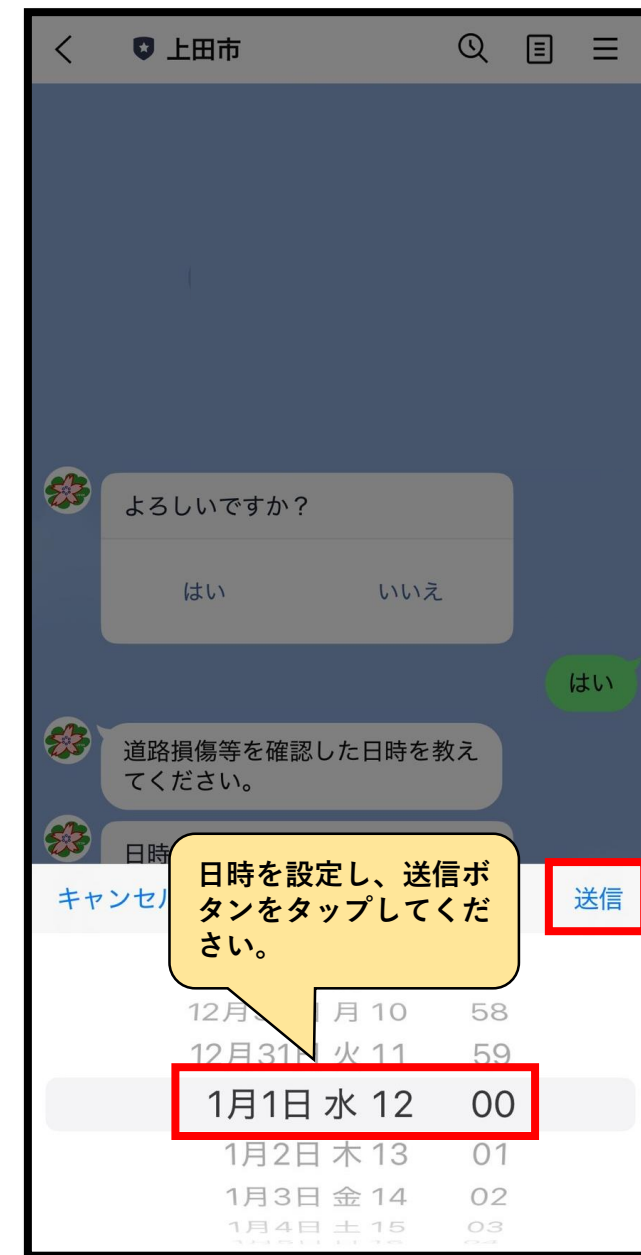 上田市
よろしいですか？
はい いいえ
はい
道路損傷等を確認した日時を教え
てください。
日時
日時を設定し、送信ボ
タンをタップしてくだ
さい。
キャンセル 送信
12月 月 10 58
12月31日 火 11 59
1月1日 水 12 00
1月2日 木 13 01
1月3日 金 14 02
1月4日 土 15 03